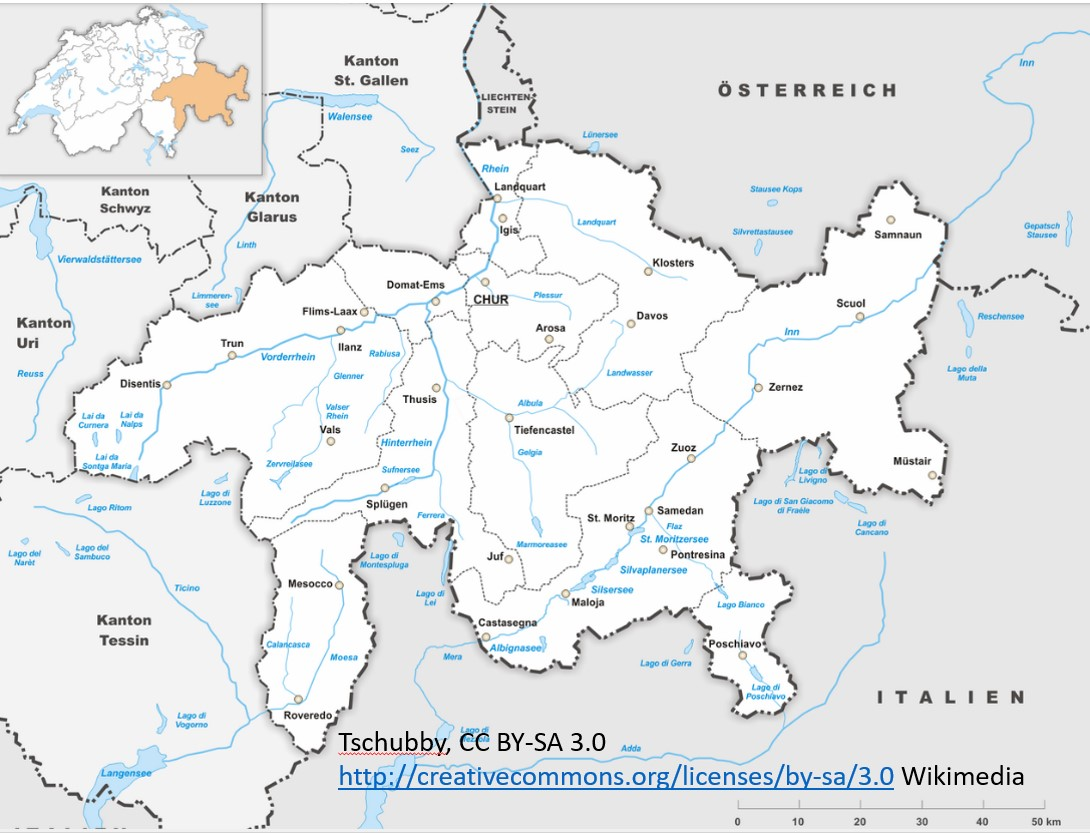 Kanton
St. Gallen
ÖSTERREICH
Inn
LIECHTEN-
STEIN
Walensee
Lünersee
Seez
Rhein
Kanton
Schwyz
Kanton
Glarus
Landquart
Stausee Kops
Landquart
Igis
Gepatsch
Stausee
Silvrettastausee
Samnaun
Linth
Vierwaldstättersee
Klosters
Domat-Ems
Limmeren-
see
CHUR
Plessur
Scuol
Flims-Laax
Davos
Reschensee
Kanton
Uri
Arosa
Inn
Trun
Ilanz
Vorderrhein
Rabiusa
Reuss
Lago della
Muta
Glenner
Landwasser
Disentis
Zernez
Thusis
Albula
Valser
Rhein
Lai da
Curnera
Lai da
Nalps
Vals
Tiefencastel
Hinterrhein
Zuoz
Gelgia
Lai da
Sontga Maria
Zervreilasee
Müstair
Sufnersee
Lago di
Livigno
Lago di
Luzzone
Splügen
Lago di San Giacomo
di Fraéle
Lago Ritom
Samedan
Ferrera
St. Moritz
Flaz
Lago di
Cancano
St. Moritzersee
Marmoreasee
Lago del
Narèt
Lago del
Sambuco
Lago di
Montespluga
Juf
Pontresina
Silvaplanersee
Mesocco
Ticino
Silsersee
Lago di
Lei
Maloja
Lago Bianco
Kanton
Tessin
Castasegna
Calancasca
Albignasee
Poschiavo
Moesa
Mera
Lago di Gerra
Lago di
Poschiavo
ITALIEN
Roveredo
Lago di
Vogorno
Lago di
Tschubby, CC BY-SA 3.0
Adda
Langensee
http://creativecommons.org/licenses/by-sa/3.0 Wikimedia
0 10 20 30 40 50 km